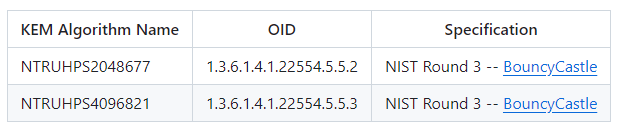 KEM Algorithm Name OID Specification
NTRUHPS2048677 1.3.6.1.4.1.22554.5.5.2 NIST Round 3 -- BouncyCastle
NTRUHPS4096821 1.3.6.1.4.1.22554.5.5.3 NIST Round 3 -- BouncyCastle